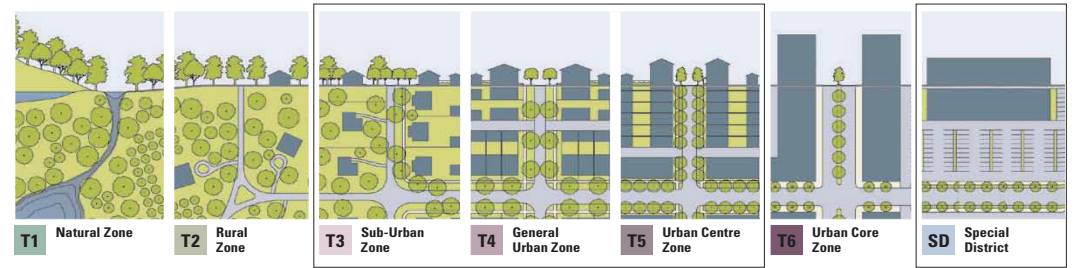 T1
Natural Zone
T2
Rural
Zone
T3
Sub-Urban
Zone
T4
General
Urban Zone
T5
Urban Centre
Zone
T6
Urban Core
Zone
SD
Special
District